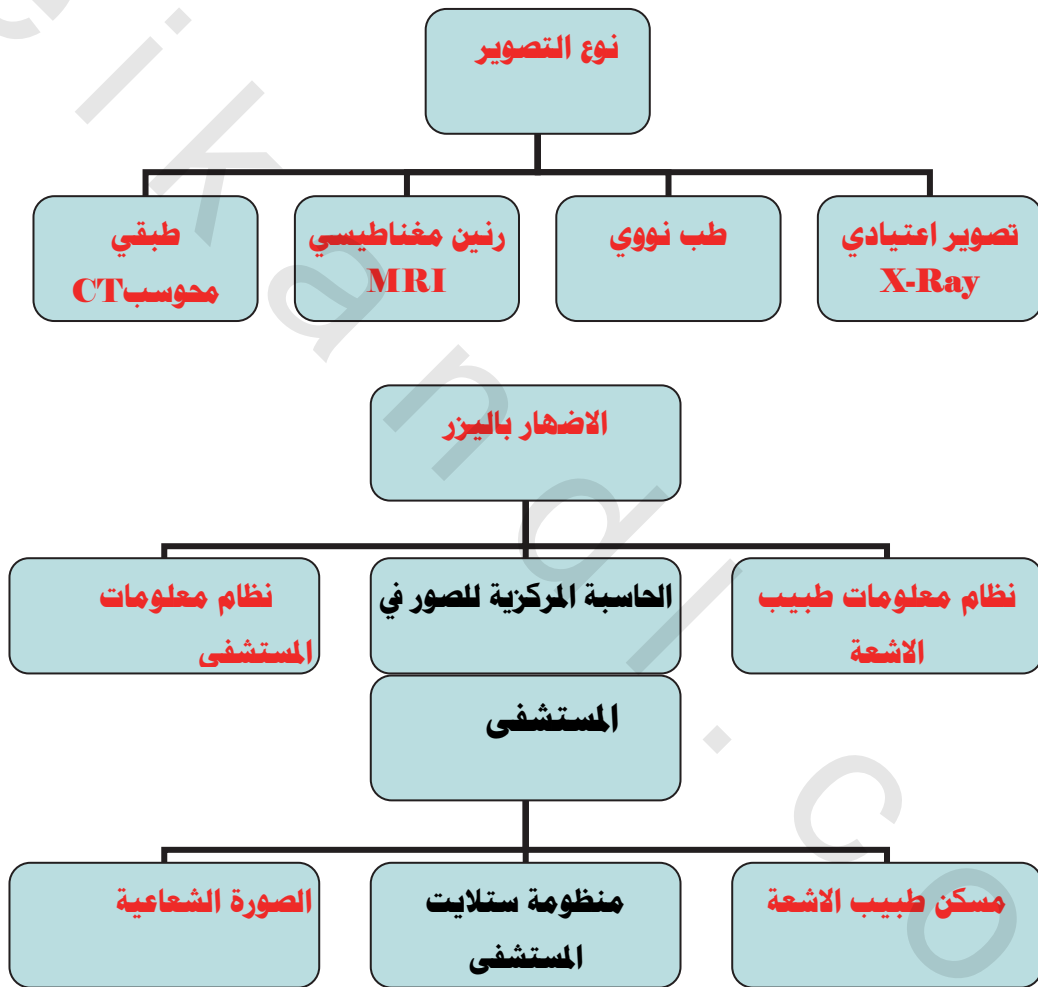 نوع التصوير
تصوير اعتيادي
X-Ray
طب نووي
رنين مغناطيسي
MRI
طبقي
محوسبCT
الاضهار باليزر
نظام معلومات طبيب
الاشعة
الحاسبة المركزية للصور في
نظام معلومات
المستشفى
المستشفى
مسكن طبيب الاشعة
منظومة ستلايت
المستشفى
الصورة الشعاعية